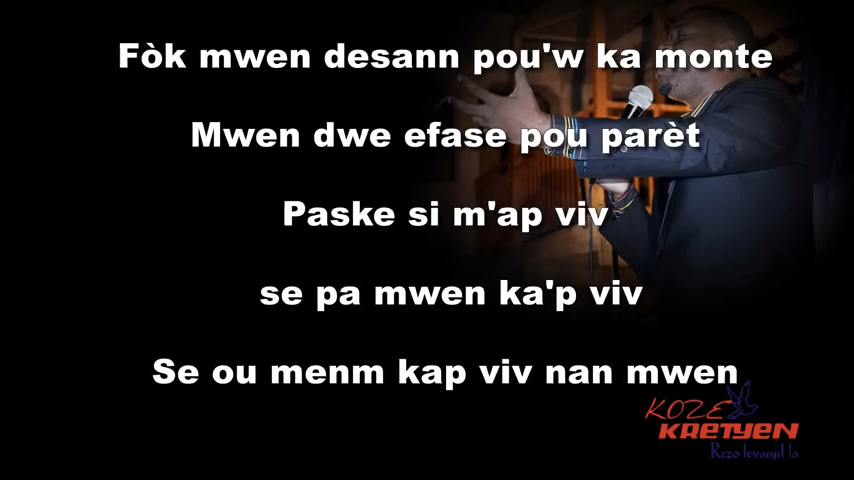 Fòk mwen desann pou'w ka monte
Mwen dwe efase pou parèt
Paske si m'ap viv
se pa mwen ka'p viv
Se ou menm kap viv nan mwen
KOZE
KRETYEN
Rezo levanjil la